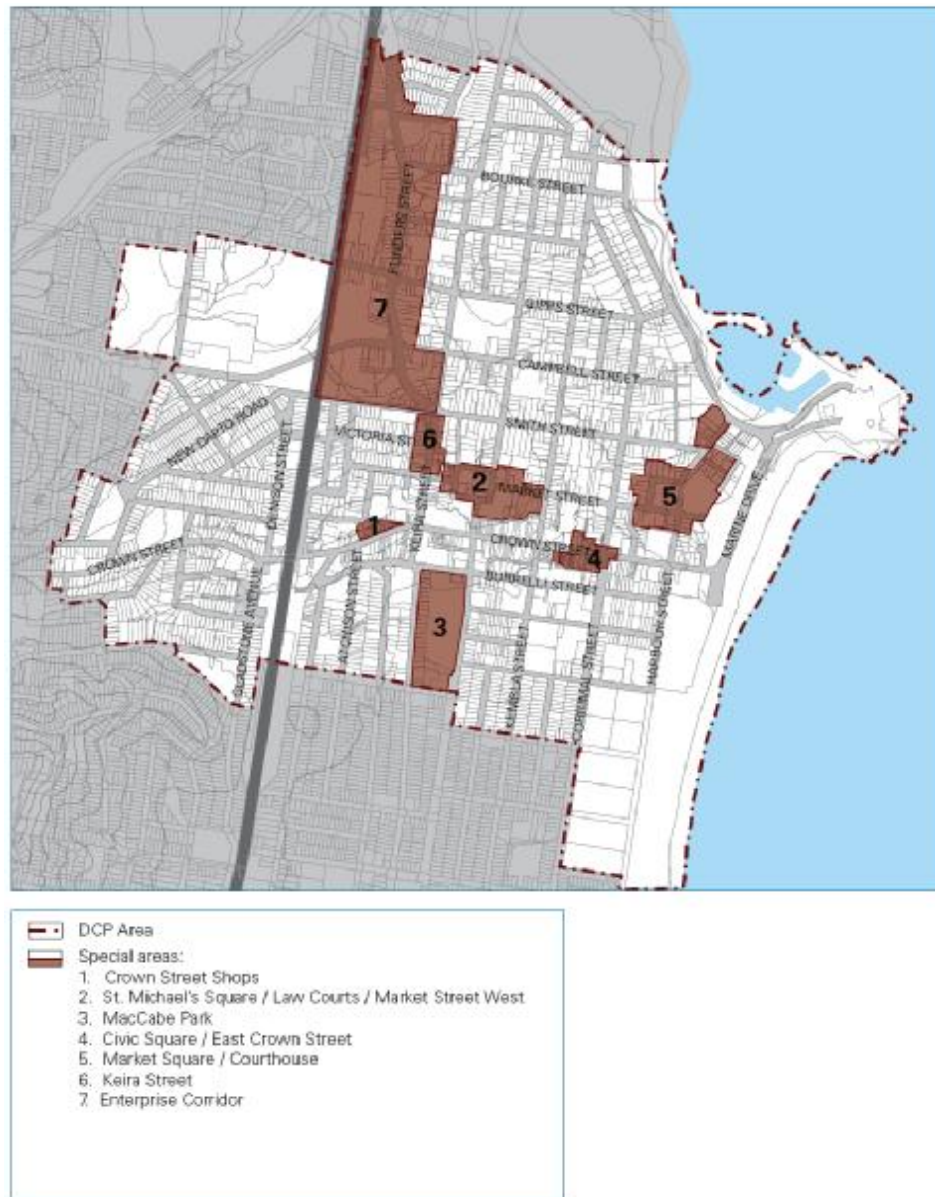 BOURKE STREET
FLINDERS STREET
7
GIPPS STREET
CAMPBELL STREET
NEW DAPTO ROAD
DENISON STREET
VICTORIA ST
6
SMITH STREET
2
MARKET STREET
5
KEIRA STREET
1
CROWN STREET
4
MARINE DRIVE
CROWN STREET
BURRELLI STREET
GLADSTONE AVENUE
ATCHISON STREET
3
KEMBLA STREET
CORRIMAL STREET
HARBOUR STREET
DCP Area
Special areas:
1. Crown Street Shops
2. St. Michael's Square / Law Courts / Market Street West
3. MacCabe Park
4. Civic Square / East Crown Street
5. Market Square / Courthouse
6. Keira Street
7. Enterprise Corridor